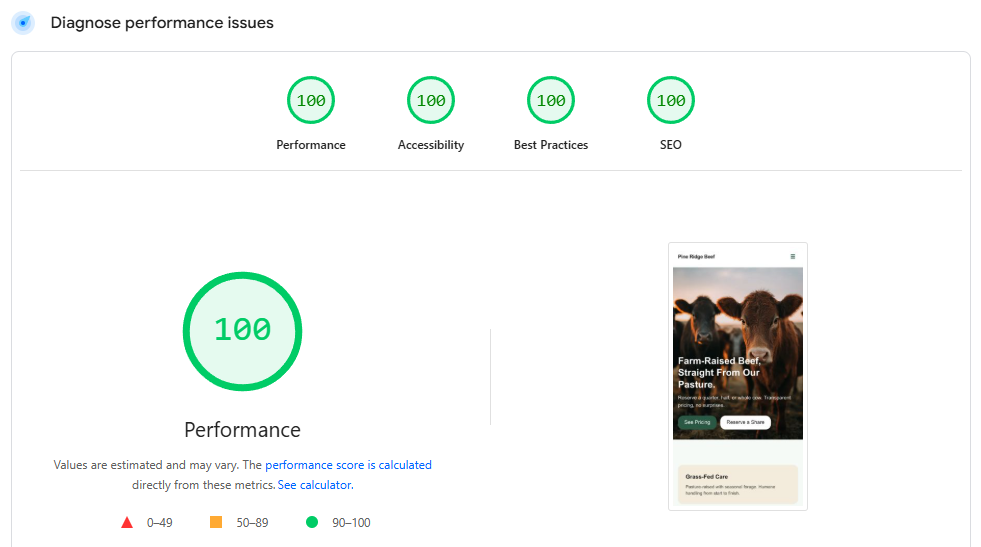 Diagnose performance issues
100 100 100 100
Performance Accessibility Best Practices SEO
100
Performance
Values are estimated and may vary. The performance score is calculated
directly from these metrics. See calculator.
0–49 50–89 90–100
Pine Ridge Beef
Farm-Raised Beef,
Straight From Our
Pasture.
Reserve a quarter, half, or whole cow. Transparent
pricing, no surprises.
See Pricing Reserve a Share
Grass-Fed Care
Pasture-raised with seasonal forage. Humane
handling from start to finish.